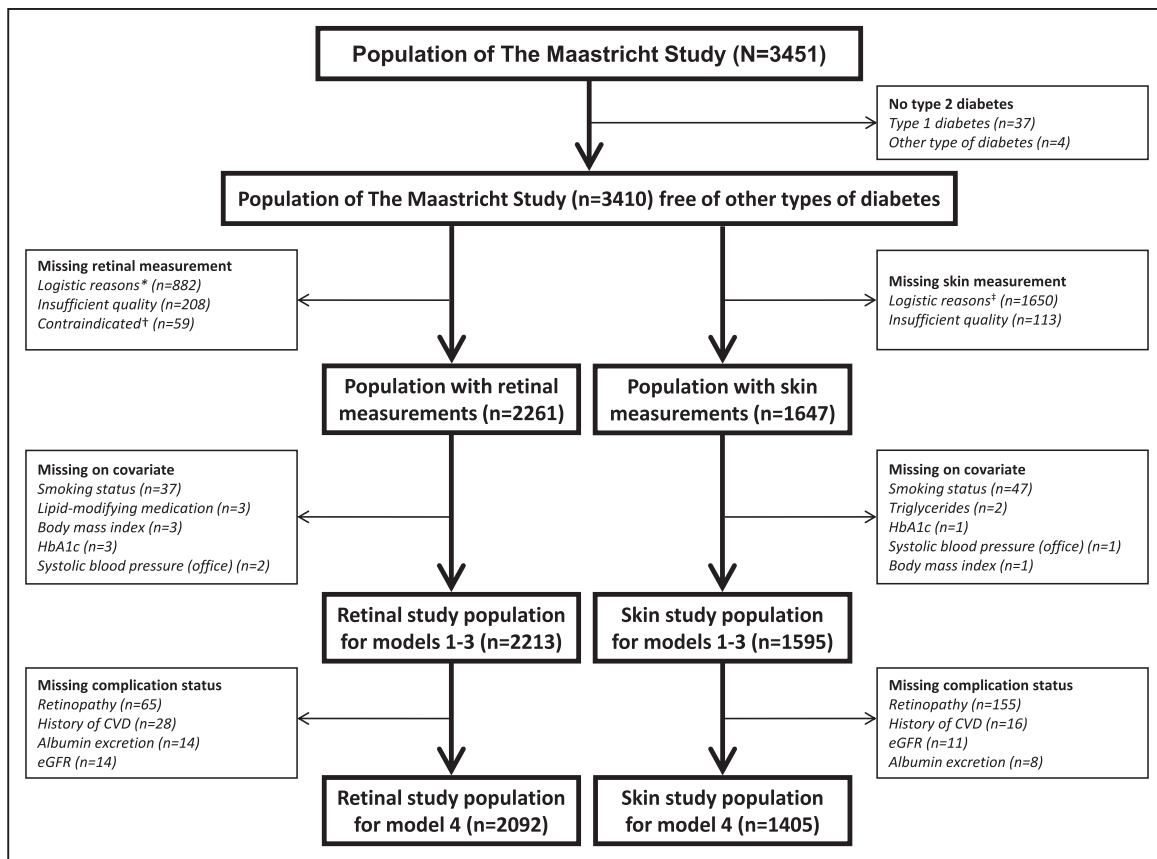 Population of The Maastricht Study (N=3451)
No type 2 diabetes
Type 1 diabetes (n=37)
Other type of diabetes (n=4)
Population of The Maastricht Study (n=3410) free of other types of diabetes
Missing retinal measurement
Logistic reasons* (n=882)
Insufficient quality (n=208)
Contraindicated† (n=59)
Missing skin measurement
Logistic reasons‡ (n=1650)
Insufficient quality (n=113)
Population with retinal
measurements (n=2261)
Population with skin
measurements (n=1647)
Missing on covariate
Smoking status (n=37)
Lipid-modifying medication (n=3)
Body mass index (n=3)
HbA1c (n=3)
Systolic blood pressure (office) (n=2)
Missing on covariate
Smoking status (n=47)
Triglycerides (n=2)
HbA1c (n=1)
Systolic blood pressure (office) (n=1)
Body mass index (n=1)
Retinal study population
for models 1-3 (n=2213)
Skin study population
for models 1-3 (n=1595)
Missing complication status
Retinopathy (n=65)
History of CVD (n=28)
Albumin excretion (n=14)
eGFR (n=14)
Missing complication status
Retinopathy (n=155)
History of CVD (n=16)
eGFR (n=11)
Albumin excretion (n=8)
Retinal study population
for model 4 (n=2092)
Skin study population
for model 4 (n=1405)